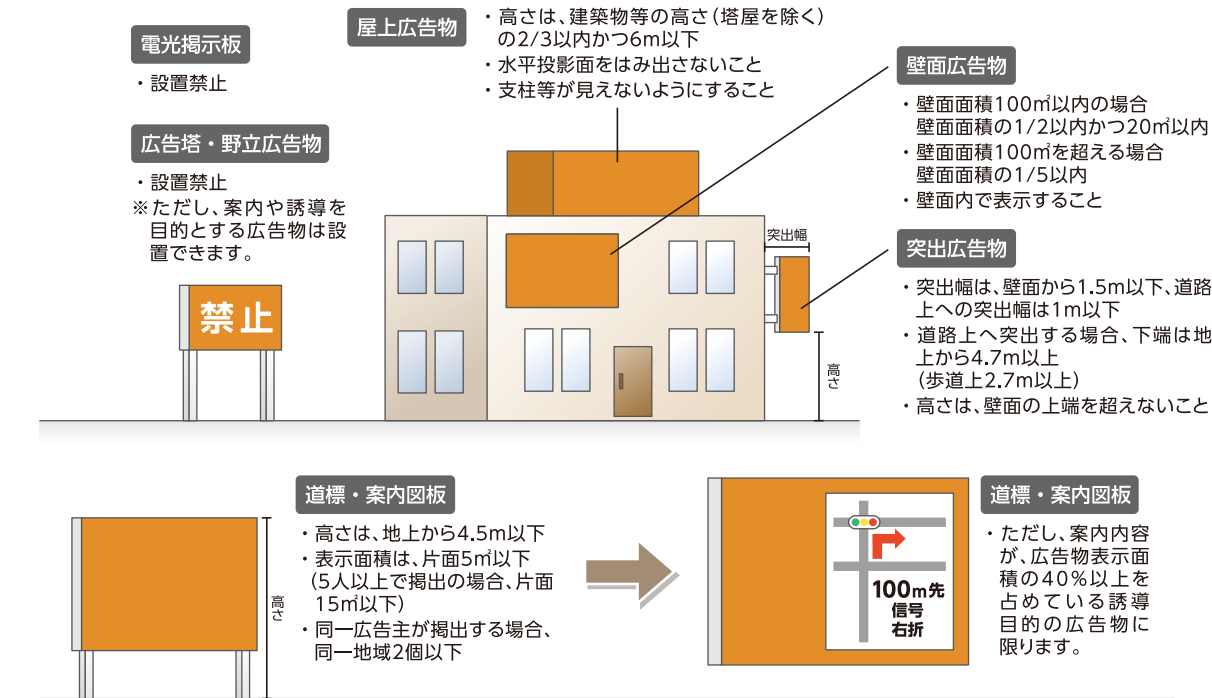 電光掲示板
・設置禁止
広告塔・野立広告物
・設置禁止
※ただし、案内や誘導を
目的とする広告物は設
置できます。
禁止
屋上広告物
・高さは、建築物等の高さ（塔屋を除く）
の2/3以内かつ6m以下
・水平投影面をはみ出さないこと
・支柱等が見えないようにすること
壁面広告物
・壁面面積100㎡以内の場合
壁面面積の1/2以内かつ20㎡以内
・壁面面積100㎡を超える場合
壁面面積の1/5以内
・壁面内で表示すること
突出幅
突出広告物
・突出幅は、壁面から1.5m以下、道路
上への突出幅は1m以下
・道路上へ突出する場合、下端は地
上から4.7m以上
（歩道上2.7m以上）
・高さは、壁面の上端を超えないこと
高さ
高さ
道標・案内図板
・高さは、地上から4.5m以下
・表示面積は、片面5㎡以下
（5人以上で掲出の場合、片面
15㎡以下）
・同一広告主が掲出する場合、
同一地域2個以下
100m先
信号
右折
道標・案内図板
・ただし、案内内容
が、広告物表示面
積の40％以上を
占めている誘導
目的の広告物に
限ります。